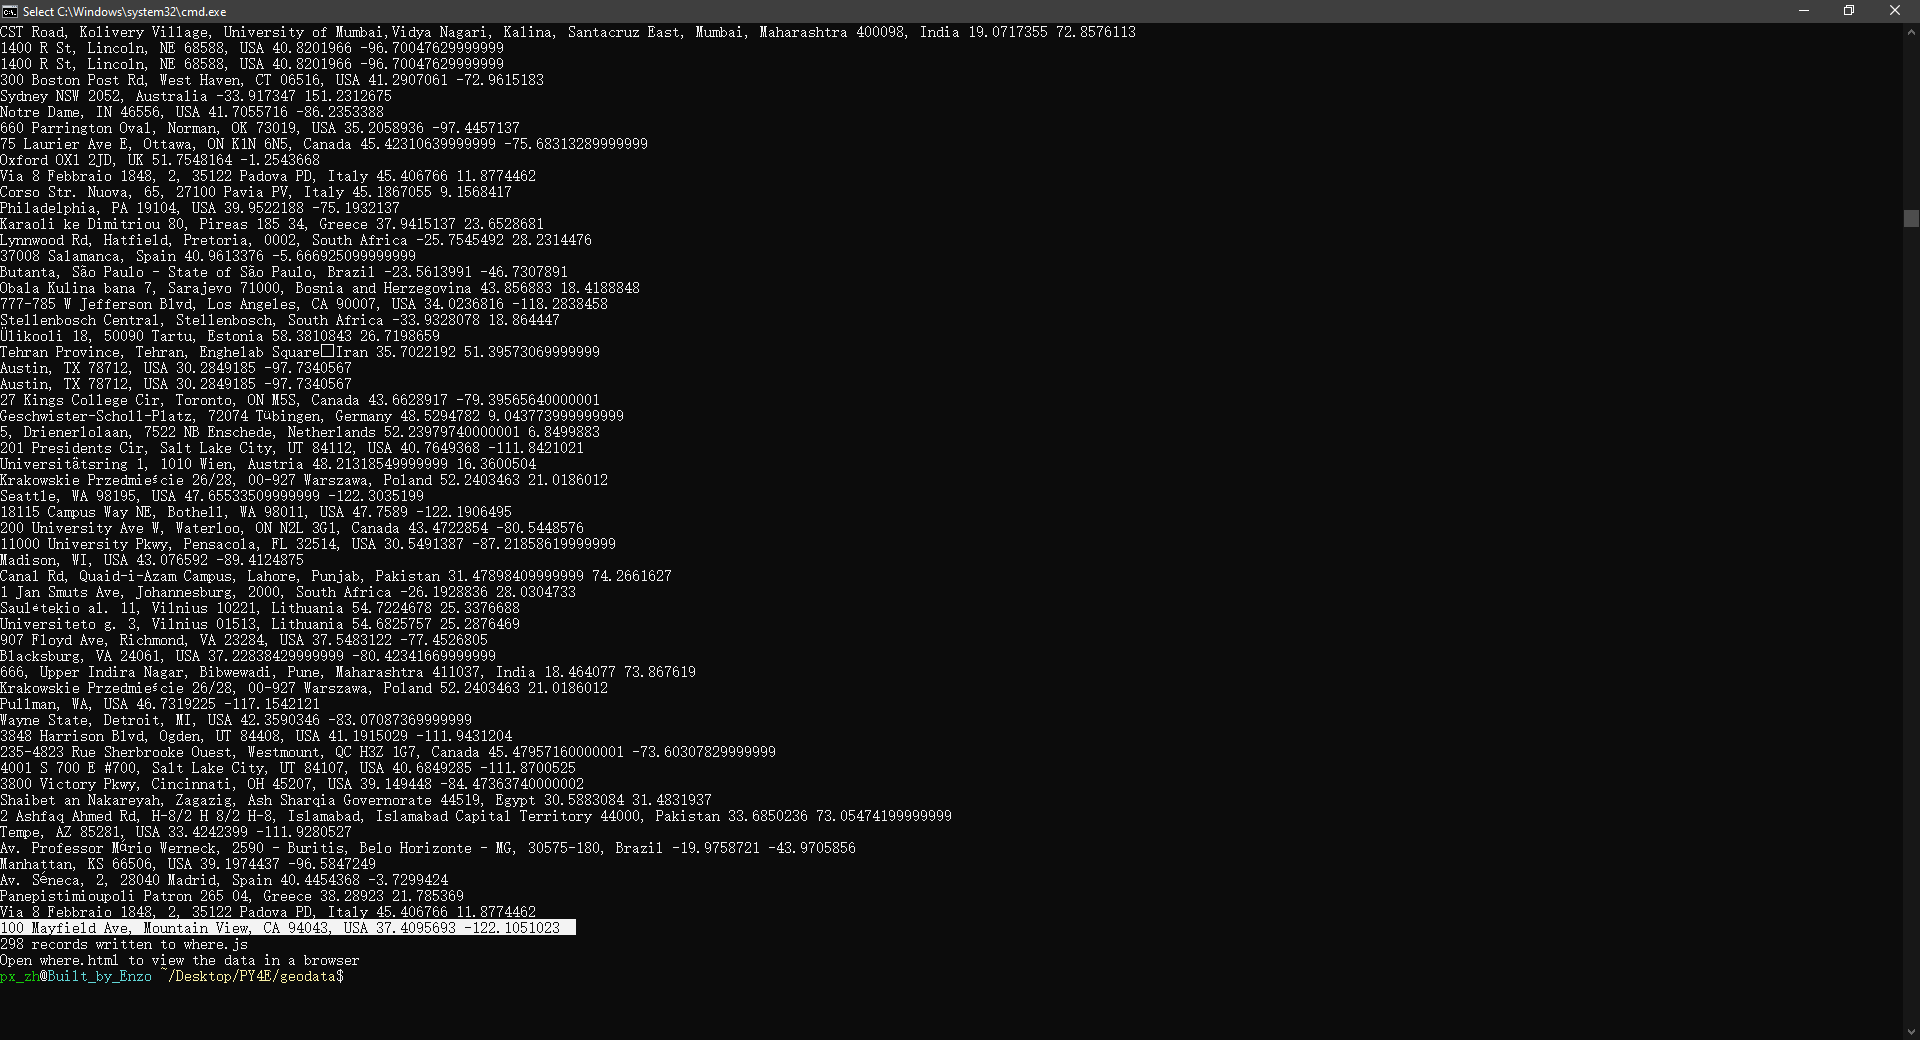 Select C:\Windows\system32\cmd.exe
CST Road, Kolivery Village, University of Mumbai,Vidya Nagari, Kalina, Santacruz East, Mumbai, Maharashtra 400098, India 19.0717355 72.8576113
1400 R St, Lincoln, NE 68588, USA 40.8201966 -96.70047629999999
1400 R St, Lincoln, NE 68588, USA 40.8201966 -96.70047629999999
300 Boston Post Rd, West Haven, CT 06516, USA 41.2907061 -72.9615183
Sydney NSW 2052, Australia -33.917347 151.2312675
Notre Dame, IN 46556, USA 41.7055716 -86.2353388
660 Parrington Oval, Norman, OK 73019, USA 35.2058936 -97.4457137
75 Laurier Ave E, Ottawa, ON K1N 6N5, Canada 45.42310639999999 -75.68313289999999
Oxford OX1 2JD, UK 51.7548164 -1.2543668
Via 8 Febbraio 1848, 2, 35122 Padova PD, Italy 45.406766 11.8774462
Corso Str. Nuova, 65, 27100 Pavia PV, Italy 45.1867055 9.1568417
Philadelphia, PA 19104, USA 39.9522188 -75.1932137
Karaoli ke Dimitriou 80, Pireas 185 34, Greece 37.9415137 23.6528681
Lynnwood Rd, Hatfield, Pretoria, 0002, South Africa -25.7545492 28.2314476
37008 Salamanca, Spain 40.9613376 -5.666925099999999
Butanta, São Paulo - State of São Paulo, Brazil -23.5613991 -46.7307891
Obala Kulina bana 7, Sarajevo 71000, Bosnia and Herzegovina 43.856883 18.4188848
777-785 W Jefferson Blvd, Los Angeles, CA 90007, USA 34.0236816 -118.2838458
Stellenbosch Central, Stellenbosch, South Africa -33.9328078 18.864447
Ülikooli 18, 50090 Tartu, Estonia 58.3810843 26.7198659
Tehran Province, Tehran, Enghelab Square□Iran 35.7022192 51.39573069999999
Austin, TX 78712, USA 30.2849185 -97.7340567
Austin, TX 78712, USA 30.2849185 -97.7340567
27 Kings College Cir, Toronto, ON M5S, Canada 43.6628917 -79.39565640000001
Geschwister-Scholl-Platz, 72074 Tübingen, Germany 48.5294782 9.043773999999999
5, Drienerlolaan, 7522 NB Enschede, Netherlands 52.23979740000001 6.8499883
201 Presidents Cir, Salt Lake City, UT 84112, USA 40.7649368 -111.8421021
Universitätsring 1, 1010 Wien, Austria 48.21318549999999 16.3600504
Krakowskie Przedmieście 26/28, 00-927 Warszawa, Poland 52.2403463 21.0186012
Seattle, WA 98195, USA 47.65533509999999 -122.3035199
18115 Campus Way NE, Bothell, WA 98011, USA 47.7589 -122.1906495
200 University Ave W, Waterloo, ON N2L 3G1, Canada 43.4722854 -80.5448576
11000 University Pkwy, Pensacola, FL 32514, USA 30.5491387 -87.21858619999999
Madison, WI, USA 43.076592 -89.4124875
Canal Rd, Quaid-i-Azam Campus, Lahore, Punjab, Pakistan 31.47898409999999 74.2661627
1 Jan Smuts Ave, Johannesburg, 2000, South Africa -26.1928836 28.0304733
Saulėtekio al. 11, Vilnius 10221, Lithuania 54.7224678 25.3376688
Universiteto g. 3, Vilnius 01513, Lithuania 54.6825757 25.2876469
907 Floyd Ave, Richmond, VA 23284, USA 37.5483122 -77.4526805
Blacksburg, VA 24061, USA 37.22838429999999 -80.42341669999999
666, Upper Indira Nagar, Bibwewadi, Pune, Maharashtra 411037, India 18.464077 73.867619
Krakowskie Przedmieście 26/28, 00-927 Warszawa, Poland 52.2403463 21.0186012
Pullman, WA, USA 46.7319225 -117.1542121
Wayne State, Detroit, MI, USA 42.3590346 -83.07087369999999
3848 Harrison Blvd, Ogden, UT 84408, USA 41.1915029 -111.9431204
235-4823 Rue Sherbrooke Ouest, Westmount, QC H3Z 1G7, Canada 45.47957160000001 -73.60307829999999
4001 S 700 E #700, Salt Lake City, UT 84107, USA 40.6849285 -111.8700525
3800 Victory Pkwy, Cincinnati, OH 45207, USA 39.149448 -84.47363740000002
Shaibet an Nakareyah, Zagazig, Ash Sharqia Governorate 44519, Egypt 30.5883084 31.4831937
2 Ashfaq Ahmed Rd, H-8/2 H 8/2 H-8, Islamabad, Islamabad Capital Territory 44000, Pakistan 33.6850236 73.05474199999999
Tempe, AZ 85281, USA 33.4242399 -111.9280527
Av. Professor Mário Werneck, 2590 - Buritis, Belo Horizonte - MG, 30575-180, Brazil -19.9758721 -43.9705856
Manhattan, KS 66506, USA 39.1974437 -96.5847249
Av. Séneca, 2, 28040 Madrid, Spain 40.4454368 -3.7299424
Panepistimioupoli Patron 265 04, Greece 38.28923 21.785369
Via 8 Febbraio 1848, 2, 35122 Padova PD, Italy 45.406766 11.8774462
100 Mayfield Ave, Mountain View, CA 94043, USA 37.4095693 -122.1051023
298 records written to where.js
Open where.html to view the data in a browser
px_zh@Built_by_Enzo ~/Desktop/PY4E/geodata$